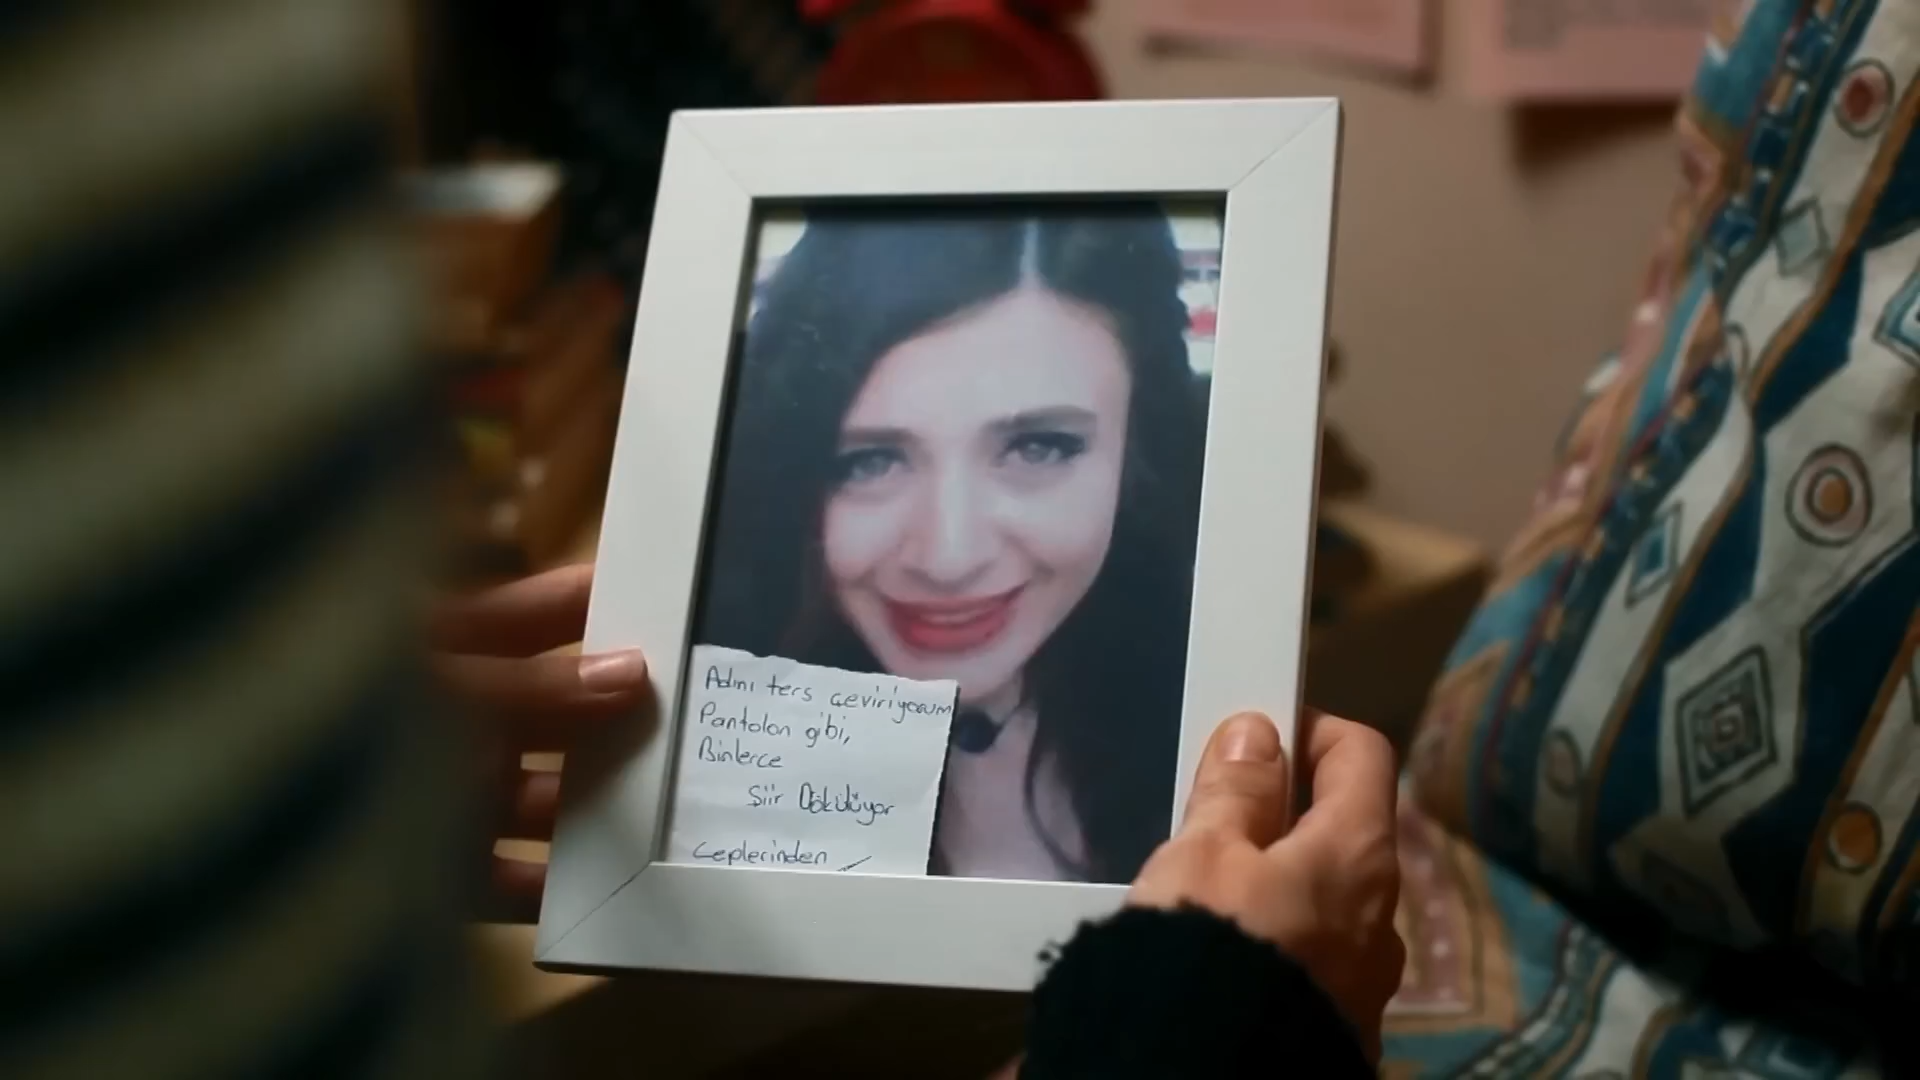 Adını ters çeviriyorum
Pantolon gibi,
Binlerce
Şiir Dökülüyor
Ceplerinden